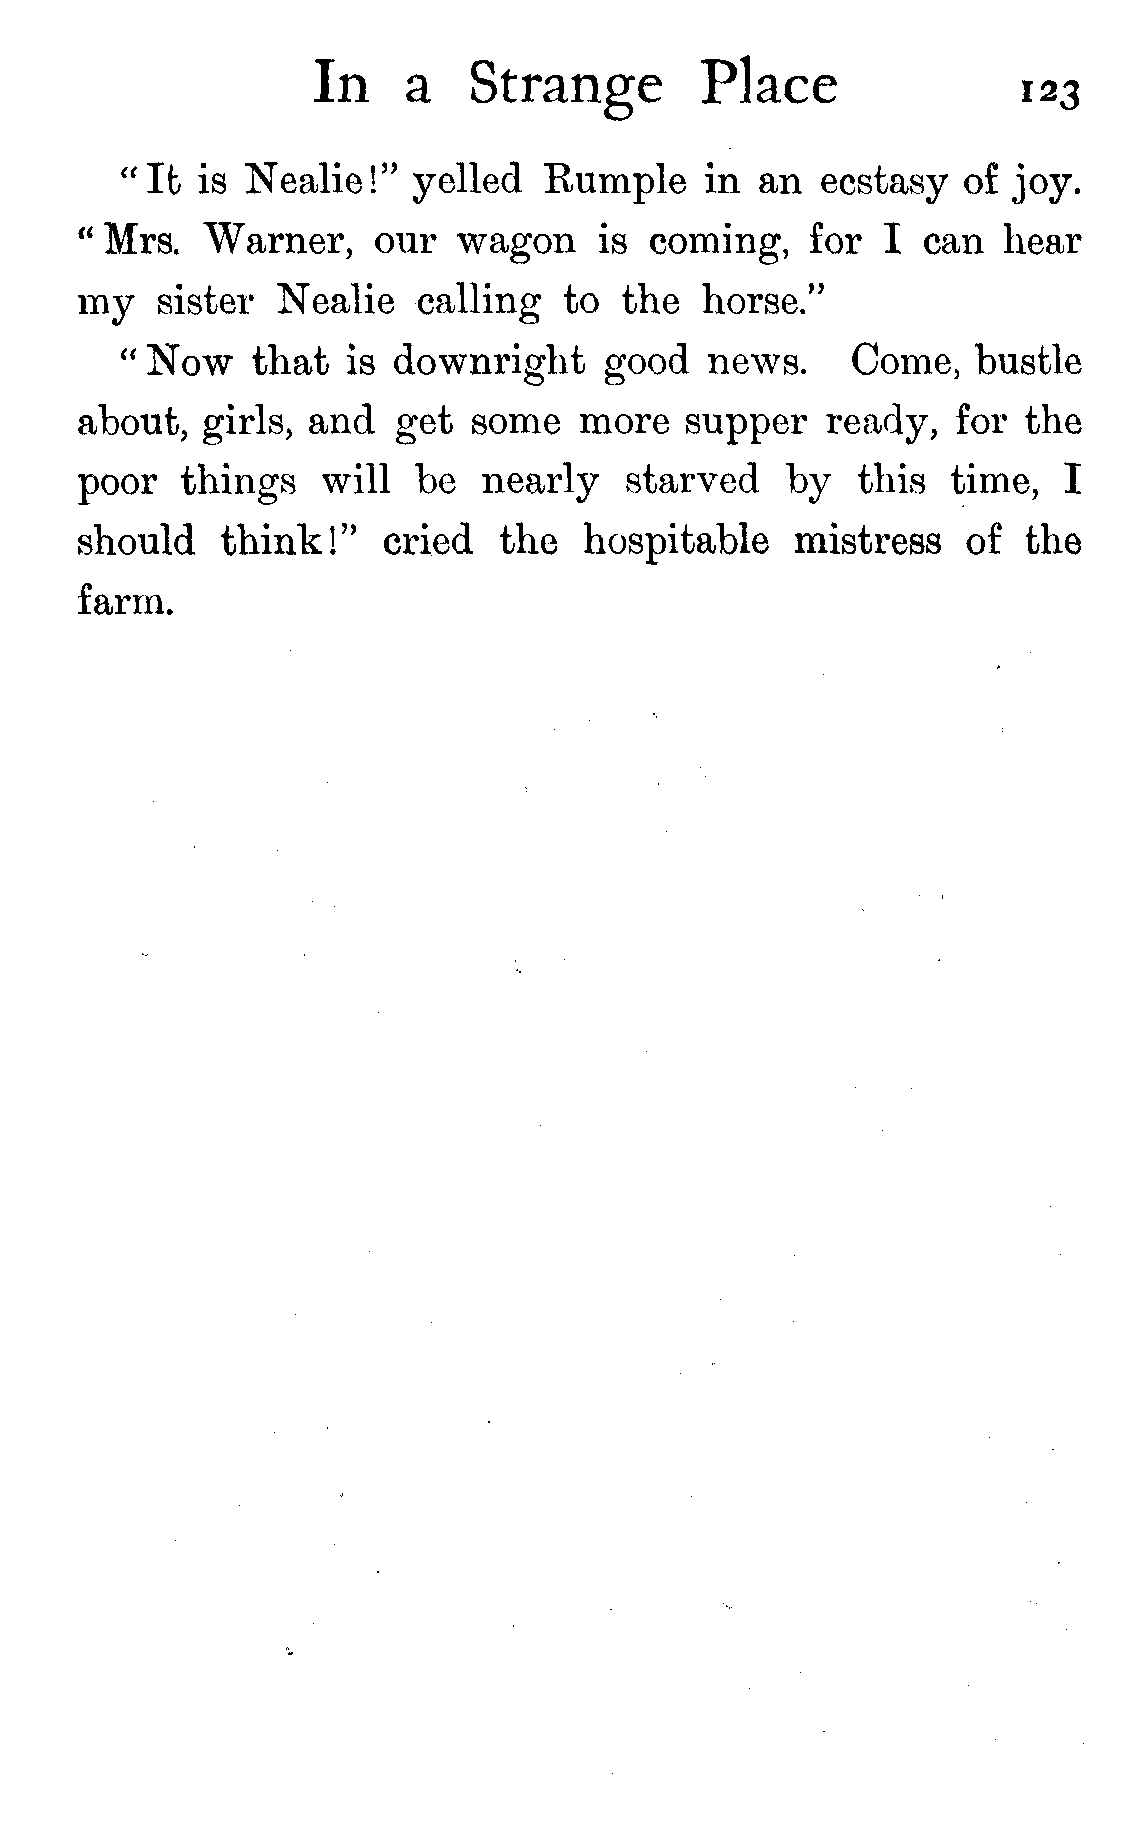 In a Strange Place 123
“It is Nealie!” yelled Rumple in an ecstasy of joy.
“Mrs. Warner, our wagon is coming, for I can hear
my sister Nealie calling to the horse.”
“Now that is downright good news. Come, bustle
about, girls, and get some more supper ready, for the
poor things will be nearly starved by this time, I
should think!” cried the hospitable mistress of the
farm.